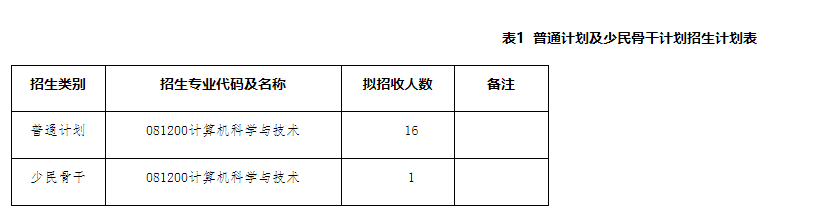 表1 普通计划及少民骨干计划招生计划表
招生类别 招生专业代码及名称 拟招收人数 备注
普通计划 081200计算机科学与技术 16
少民骨干 081200计算机科学与技术 1